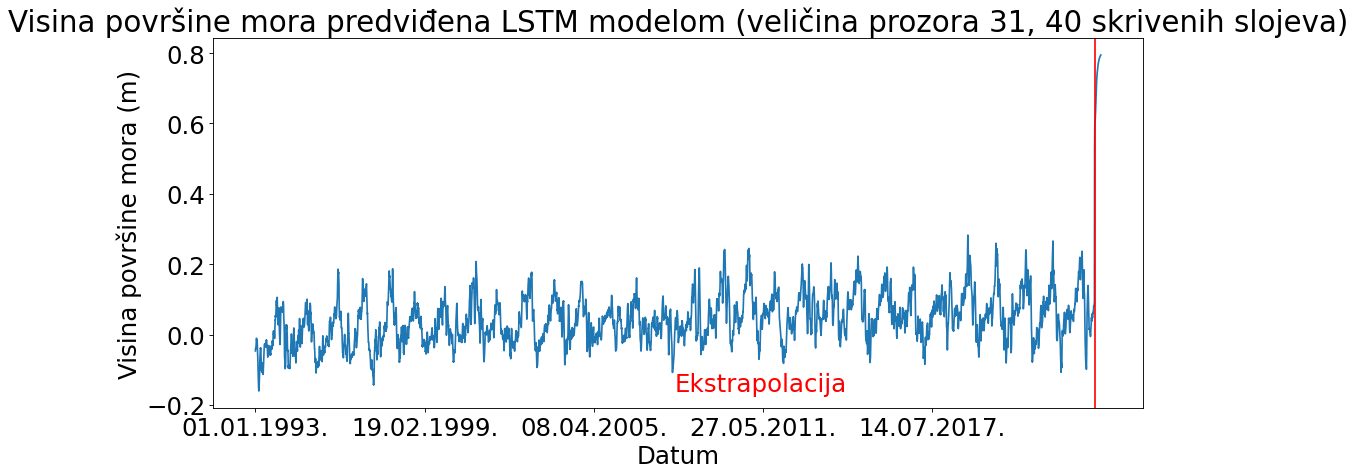 Visina površine mora predviđena LSTM modelom (veličina prozora 31, 40 skrivenih slojeva)
Visina površine mora (m)
0.8
0.6
0.4
0.2
0.0
−0.2
Ekstrapolacija
01.01.1993. 19.02.1999. 08.04.2005. 27.05.2011. 14.07.2017.
Datum